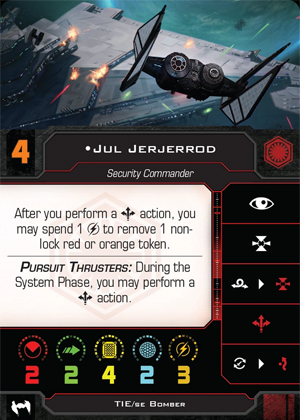 4
•Jul Jerjerrod
Security Commander
After you perform a action, you
may spend 1 to remove 1 non-
lock red or orange token.
Pursuit Thrusters: During the
System Phase, you may perform a
action.
2 2 4 2 3
TIE/se Bomber